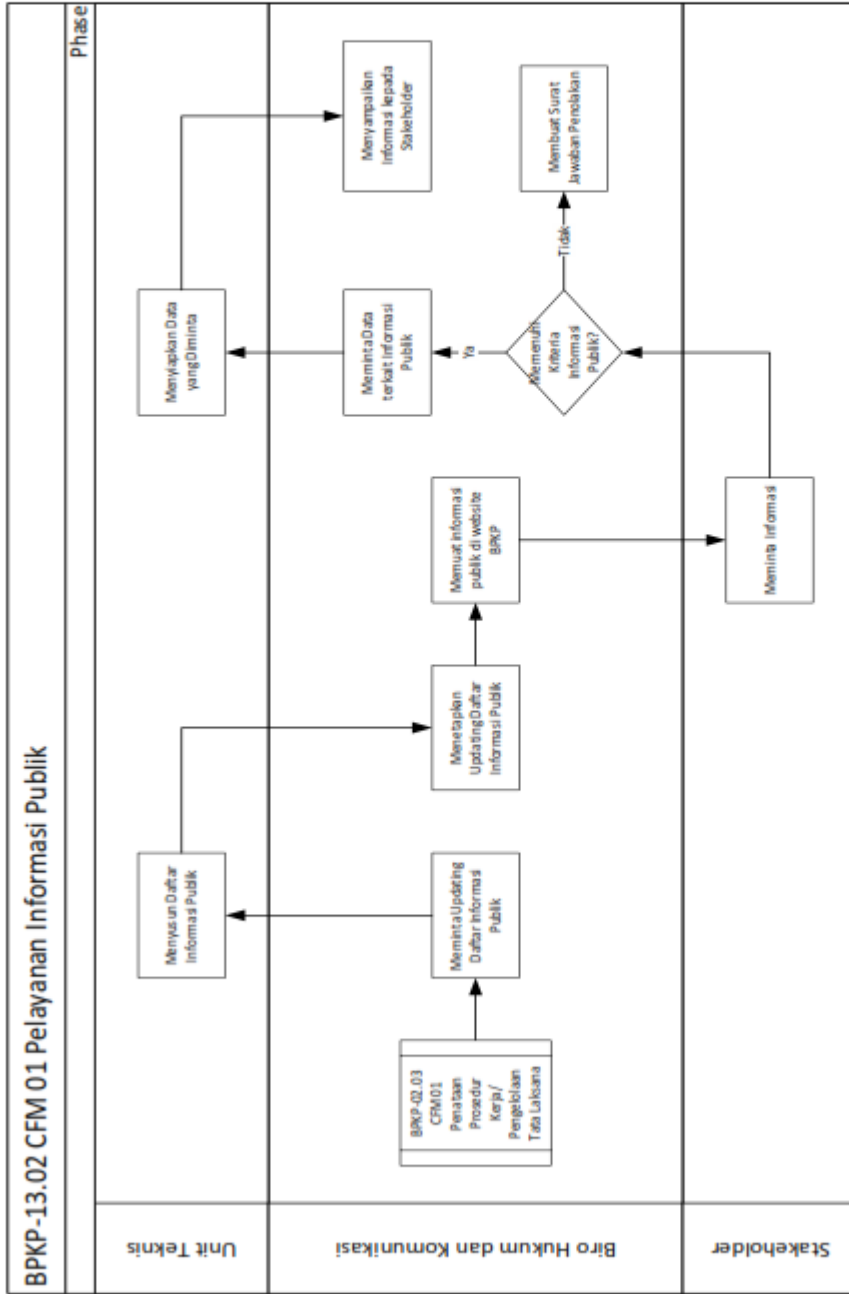 BPKP-13.02 CFM 01 Pelayanan Informasi Publik
Phase
Unit Teknis
Menyusun Daftar
Informasi Publik
Menyiapkan Data
yang Diminta
Biro Hukum dan Komunikasi
BPKP-02.03
CFM 01
Penataan
Prosedur
Kerja/
Pengelolaan
Tata Laksana
Meminta Updating
Daftar Informasi
Publik
Menetapkan
Updating Daftar
Informasi Publik
Memuat informasi
publik di website
BPKP
Meminta Data
terkait Informasi
Publik
Menyampaikan
Informasi kepada
Stakeholder
Ya
Memenuhi
Kriteria
Informasi
Publik?
Tidak
Membuat Surat
Jawaban Penolakan
Stakeholder
Meminta Informasi